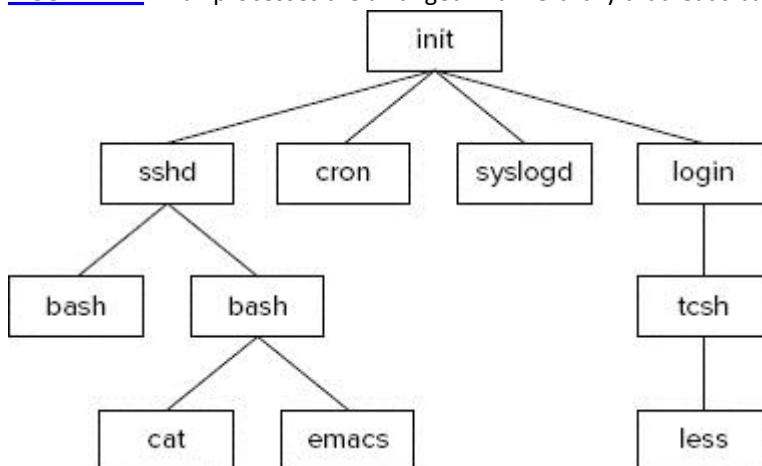 init
sshd cron syslogd login
bash bash tcsh
cat emacs less